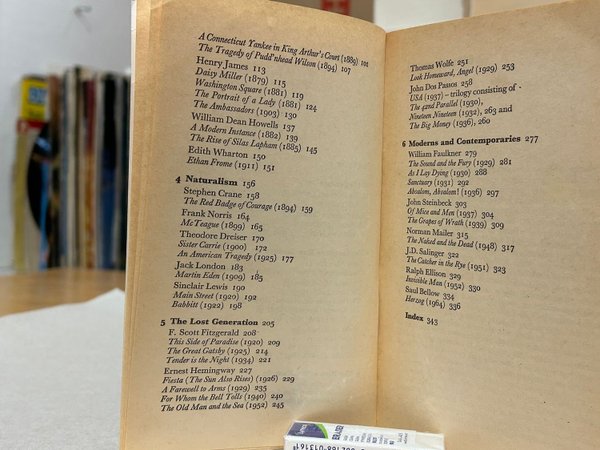 A Connecticut Yankee in King Arthur's Court (1889) 101
The Tragedy of Pudd'nhead Wilson (1894) 107
Henry James 113
Daisy Miller (1879) 115
Washington Square (1881) 119
The Portrait of a Lady (1881) 124
The Ambassadors (1903) 130
William Dean Howells 137
A Modern Instance (1882) 139
The Rise of Silas Lapham (1885) 145
Edith Wharton 150
Ethan Frome (1911) 151
4 Naturalism 156
Stephen Crane 158
The Red Badge of Courage (1894) 159
Frank Norris 164
McTeague (1899) 165
Theodore Dreiser 170
Sister Carrie (1900) 172
An American Tragedy (1925) 177
Jack London 183
Martin Eden (1909) 185
Sinclair Lewis 190
Main Street (1920) 192
Babbitt (1922) 198
5 The Lost Generation 205
F. Scott Fitzgerald 208
This Side of Paradise (1920) 209
The Great Gatsby (1925) 214
Tender is the Night (1934) 221
Ernest Hemingway 227
Fiesta (The Sun Also Rises) (1926) 229
A Farewell to Arms (1929) 235
For Whom the Bell Tolls (1940) 240
The Old Man and the Sea (1952) 245
Thomas Wolfe 251
Look Homeward, Angel (1929) 253
John Dos Passos 258
USA (1937) – trilogy consisting of
The 42nd Parallel (1930),
Nineteen Nineteen (1932), 263 and
The Big Money (1936), 260
6 Moderns and Contemporaries 277
William Faulkner 279
The Sound and the Fury (1929) 281
As I Lay Dying (1930) 288
Sanctuary (1931) 292
Absalom, Absalom! (1936) 297
John Steinbeck 303
Of Mice and Men (1937) 304
The Grapes of Wrath (1939) 309
Norman Mailer 315
The Naked and the Dead (1948) 317
J.D. Salinger 322
The Catcher in the Rye (1951) 323
Ralph Ellison 329
Invisible Man (1952) 330
Saul Bellow 334
Herzog (1964) 336
Index 343
ERASER